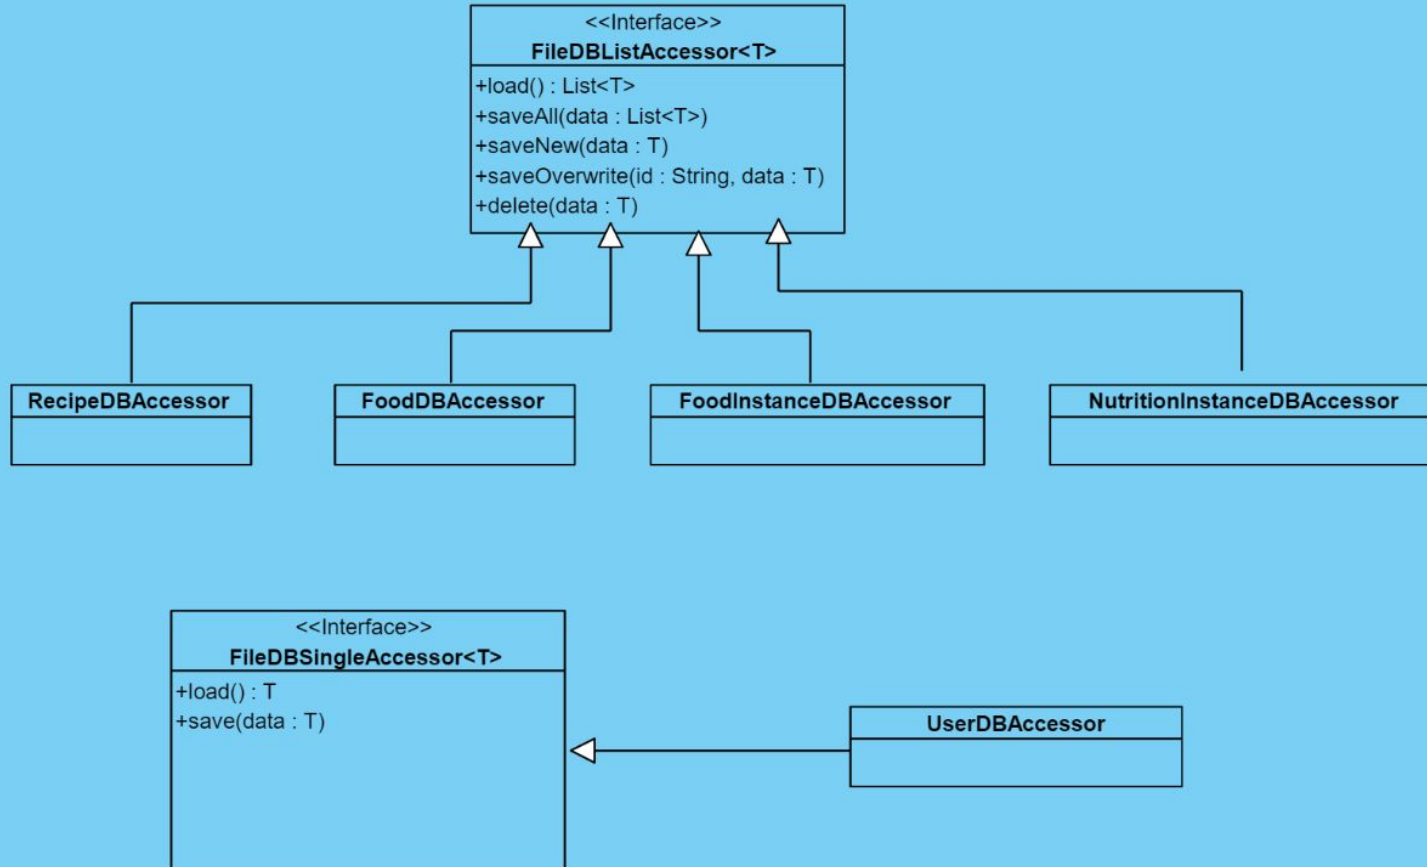 <<Interface>>
FileDBListAccessor<T>
+load() : List<T>
+saveAll(data : List<T>)
+saveNew(data : T)
+saveOverwrite(id : String, data : T)
+delete(data : T)
RecipeDBAccessor
FoodDBAccessor
FoodInstanceDBAccessor
NutritionInstanceDBAccessor
<<Interface>>
FileDBSingleAccessor<T>
+load() : T
+save(data : T)
UserDBAccessor